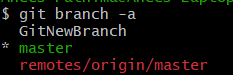 $ git branch -a
  GitNewBranch
* master
  remotes/origin/master